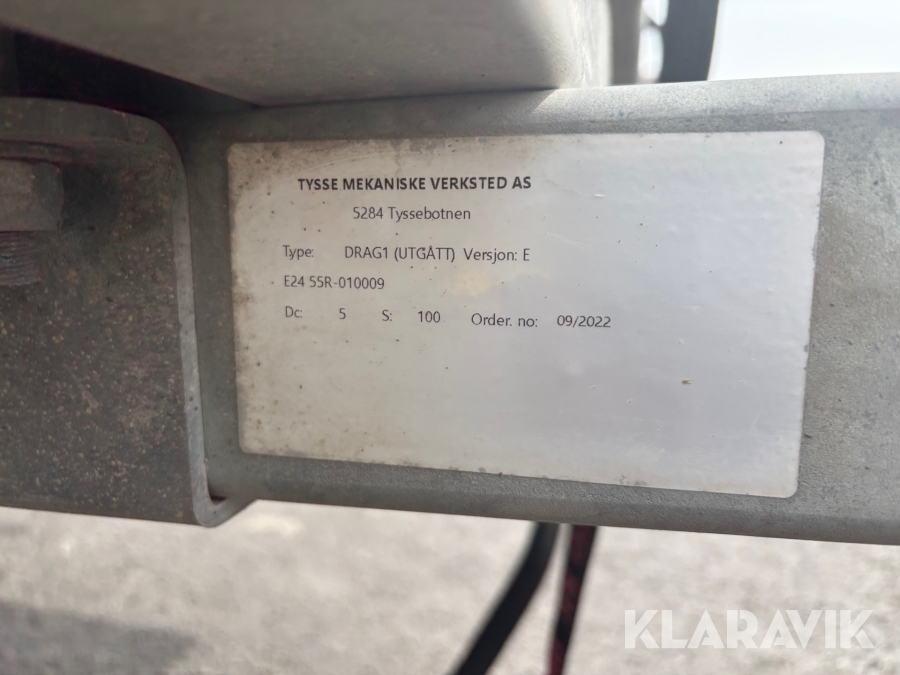 TYSSE MEKANISKE VERKSTED AS
5284 Tyssebotnen
Type: DRAG1 (UTGÅTT) Versjon: E
E24 55R-010009
Dc: 5 S: 100 Order. no: 09/2022
KLARAVIK